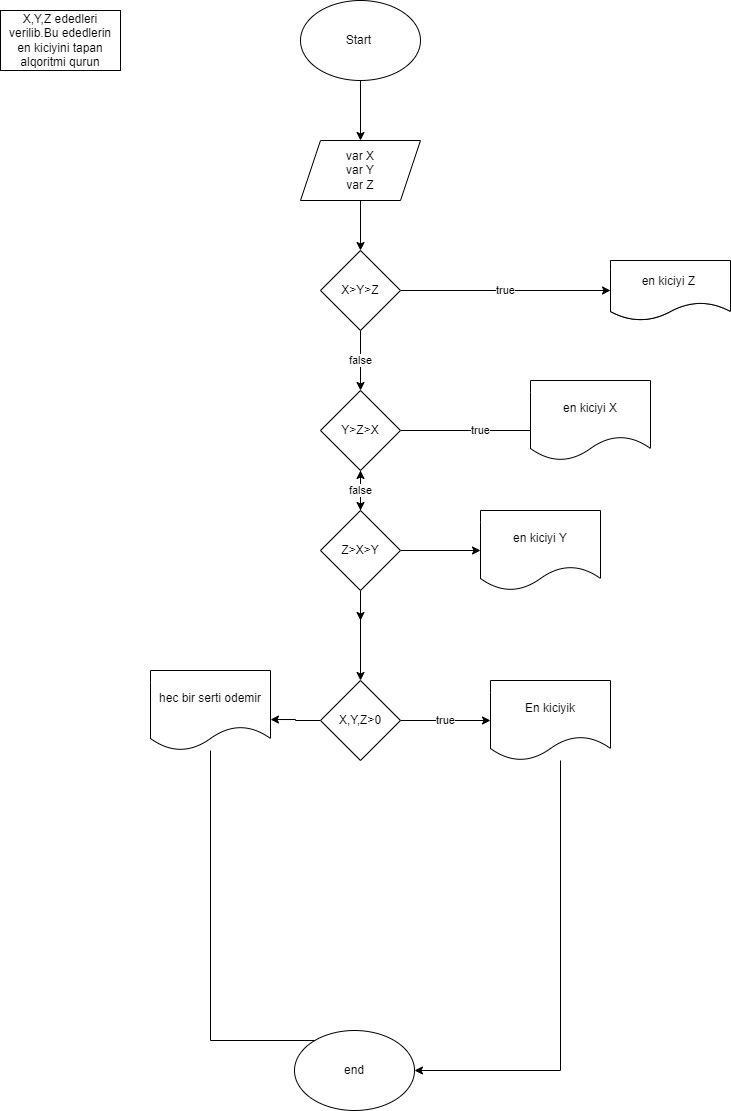 X,Y,Z ededleri
verilib.Bu ededlerin
en kiciyini tapan
alqoritmi qurun
Start
var X
var Y
var Z
X>Y>Z
true
en kiciyi Z
false
Y>Z>X
true
en kiciyi X
false
Z>X>Y
en kiciyi Y
hec bir serti odemir
X,Y,Z>0
true
En kiciyik
end